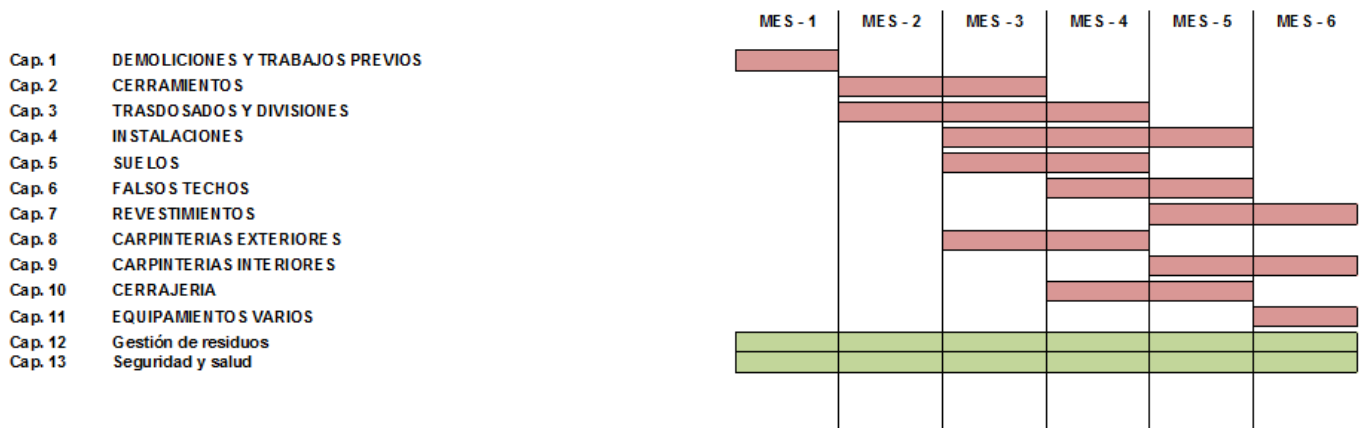 MES - 1 MES - 2 MES - 3 MES - 4 MES - 5 MES - 6
Cap. 1 DEMOLICIONES Y TRABAJOS PREVIOS
Cap. 2 CERRAMIENTOS
Cap. 3 TRASDOSADOS Y DIVISIONES
Cap. 4 INSTALACIONES
Cap. 5 SUELOS
Cap. 6 FALSOS TECHOS
Cap. 7 REVESTIMIENTOS
Cap. 8 CARPINTERIAS EXTERIORES
Cap. 9 CARPINTERIAS INTERIORES
Cap. 10 CERRAJERIA
Cap. 11 EQUIPAMIENTOS VARIOS
Cap. 12 Gestión de residuos
Cap. 13 Seguridad y salud